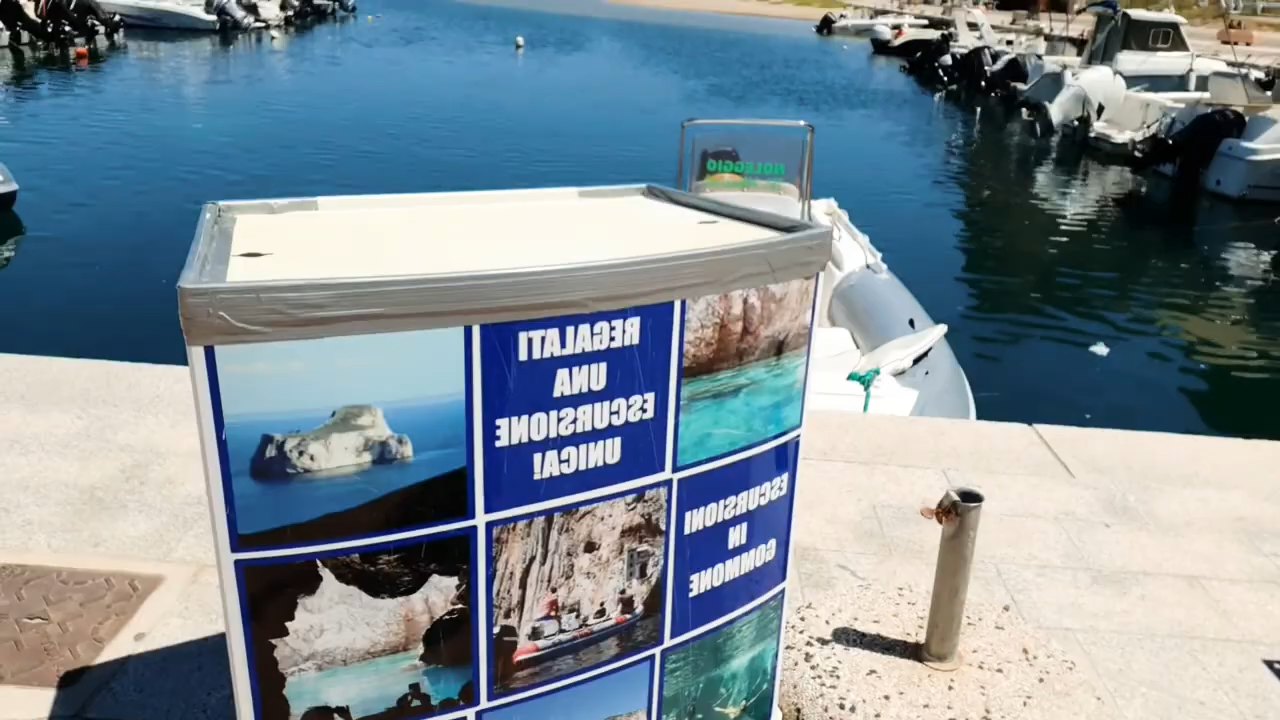 NOLEGGIO
REGALATI
UNA
ESCURSIONE
UNICA!
ESCURSIONI
IN
GOMMONE